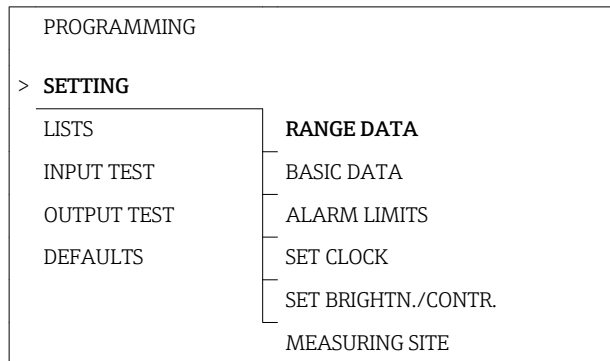 PROGRAMMING
> SETTING
LISTS RANGE DATA
INPUT TEST BASIC DATA
OUTPUT TEST ALARM LIMITS
DEFAULTS SET CLOCK
SET BRIGHTN./CONTR.
MEASURING SITE